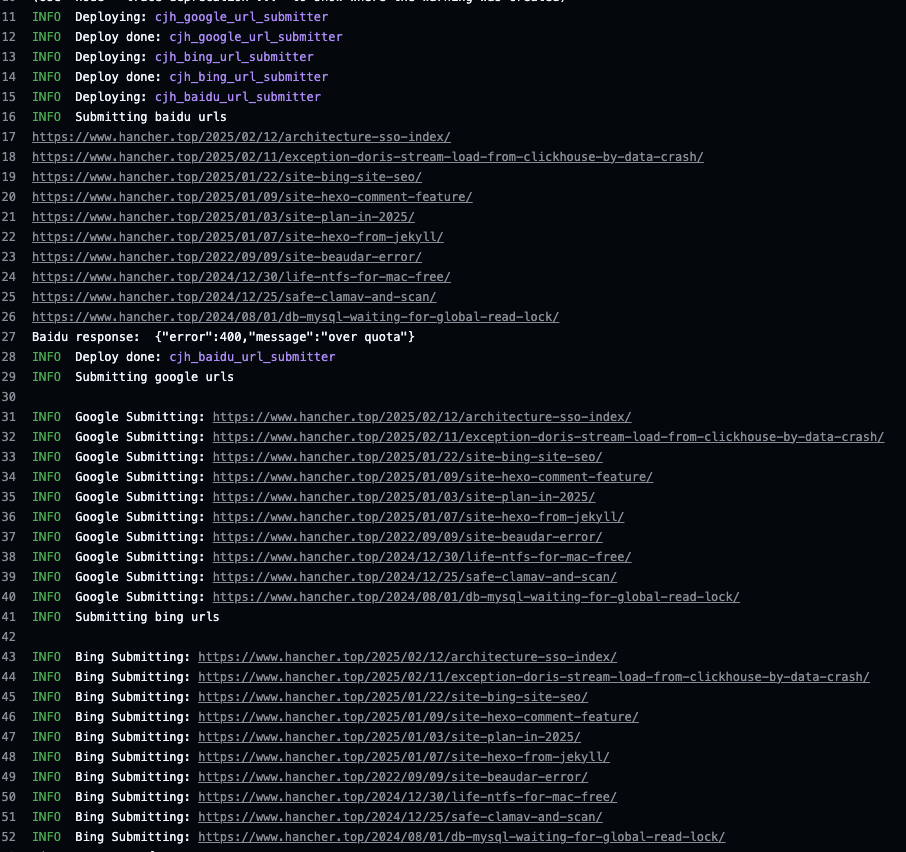 11 INFO Deploying: cjh_google_url_submitter
12 INFO Deploy done: cjh_google_url_submitter
13 INFO Deploying: cjh_bing_url_submitter
14 INFO Deploy done: cjh_bing_url_submitter
15 INFO Deploying: cjh_baidu_url_submitter
16 INFO Submitting baidu urls
17 https://www.hancher.top/2025/02/12/architecture-sso-index/
18 https://www.hancher.top/2025/02/11/exception-doris-stream-load-from-clickhouse-by-data-crash/
19 https://www.hancher.top/2025/01/22/site-bing-site-seo/
20 https://www.hancher.top/2025/01/09/site-hexo-comment-feature/
21 https://www.hancher.top/2025/01/03/site-plan-in-2025/
22 https://www.hancher.top/2025/01/07/site-hexo-from-jekyll/
23 https://www.hancher.top/2022/09/09/site-beaudar-error/
24 https://www.hancher.top/2024/12/30/life-ntfs-for-mac-free/
25 https://www.hancher.top/2024/12/25/safe-clamav-and-scan/
26 https://www.hancher.top/2024/08/01/db-mysql-waiting-for-global-read-lock/
27 Baidu response:  {"error":400,"message":"over quota"}
28 INFO Deploy done: cjh_baidu_url_submitter
29 INFO Submitting google urls
30
31 INFO Google Submitting: https://www.hancher.top/2025/02/12/architecture-sso-index/
32 INFO Google Submitting: https://www.hancher.top/2025/02/11/exception-doris-stream-load-from-clickhouse-by-data-crash/
33 INFO Google Submitting: https://www.hancher.top/2025/01/22/site-bing-site-seo/
34 INFO Google Submitting: https://www.hancher.top/2025/01/09/site-hexo-comment-feature/
35 INFO Google Submitting: https://www.hancher.top/2025/01/03/site-plan-in-2025/
36 INFO Google Submitting: https://www.hancher.top/2025/01/07/site-hexo-from-jekyll/
37 INFO Google Submitting: https://www.hancher.top/2022/09/09/site-beaudar-error/
38 INFO Google Submitting: https://www.hancher.top/2024/12/30/life-ntfs-for-mac-free/
39 INFO Google Submitting: https://www.hancher.top/2024/12/25/safe-clamav-and-scan/
40 INFO Google Submitting: https://www.hancher.top/2024/08/01/db-mysql-waiting-for-global-read-lock/
41 INFO Submitting bing urls
42
43 INFO Bing Submitting: https://www.hancher.top/2025/02/12/architecture-sso-index/
44 INFO Bing Submitting: https://www.hancher.top/2025/02/11/exception-doris-stream-load-from-clickhouse-by-data-crash/
45 INFO Bing Submitting: https://www.hancher.top/2025/01/22/site-bing-site-seo/
46 INFO Bing Submitting: https://www.hancher.top/2025/01/09/site-hexo-comment-feature/
47 INFO Bing Submitting: https://www.hancher.top/2025/01/03/site-plan-in-2025/
48 INFO Bing Submitting: https://www.hancher.top/2025/01/07/site-hexo-from-jekyll/
49 INFO Bing Submitting: https://www.hancher.top/2022/09/09/site-beaudar-error/
50 INFO Bing Submitting: https://www.hancher.top/2024/12/30/life-ntfs-for-mac-free/
51 INFO Bing Submitting: https://www.hancher.top/2024/12/25/safe-clamav-and-scan/
52 INFO Bing Submitting: https://www.hancher.top/2024/08/01/db-mysql-waiting-for-global-read-lock/